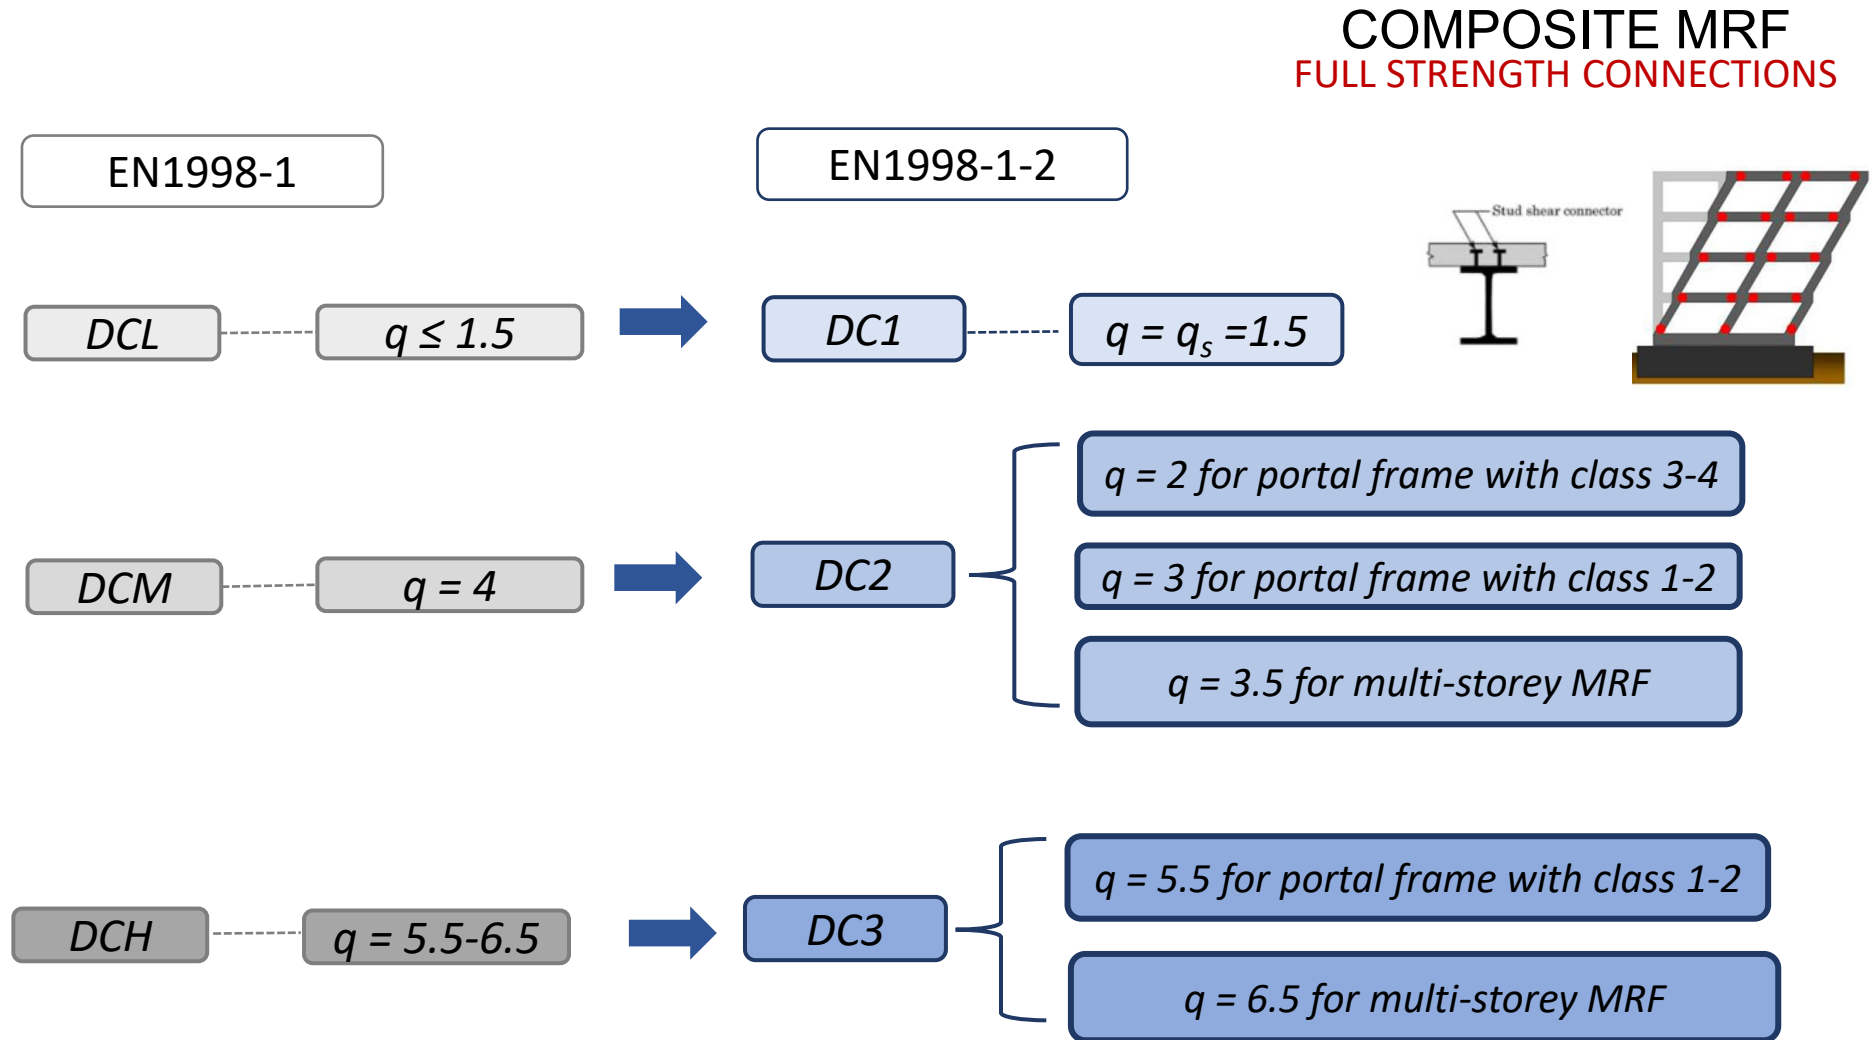 COMPOSITE MRF
FULL STRENGTH CONNECTIONS
EN1998-1
EN1998-1-2
Stud shear connector
DCL
q ≤ 1.5
DC1
q = qs =1.5
DCM
q = 4
DC2
q = 2 for portal frame with class 3-4
q = 3 for portal frame with class 1-2
q = 3.5 for multi-storey MRF
DCH
q = 5.5-6.5
DC3
q = 5.5 for portal frame with class 1-2
q = 6.5 for multi-storey MRF